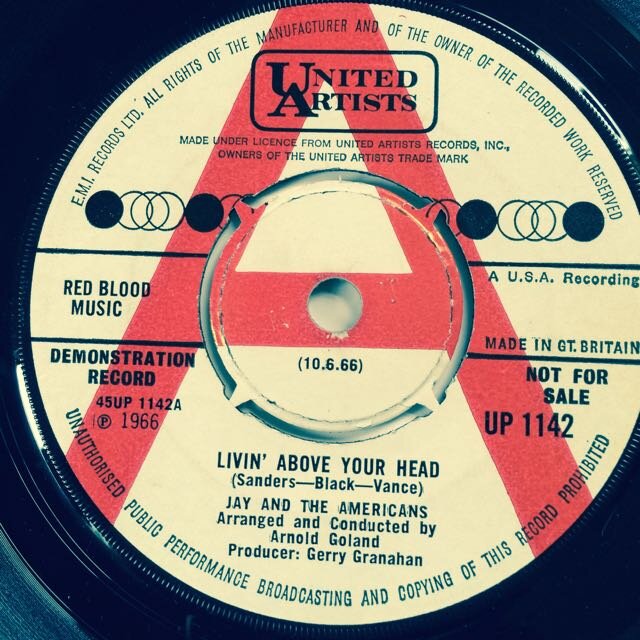 E.M.I. RECORDS LTD. ALL RIGHTS OF THE MANUFACTURER AND OF THE OWNER OF THE RECORDED WORK RESERVED
UNITED
ARTISTS
MADE UNDER LICENCE FROM UNITED ARTISTS RECORDS, INC.,
OWNERS OF THE UNITED ARTISTS TRADE MARK
RED BLOOD
MUSIC
A U.S.A. Recording
MADE IN GT. BRITAIN
DEMONSTRATION
RECORD
45UP 1142A
℗ 1966
(10.6.66)
NOT FOR
SALE
UP 1142
LIVIN' ABOVE YOUR HEAD
(Sanders—Black—Vance)
JAY AND THE AMERICANS
Arranged and Conducted by
Arnold Goland
Producer: Gerry Granahan
UNAUTHORISED PUBLIC PERFORMANCE BROADCASTING AND COPYING OF THIS RECORD PROHIBITED
A